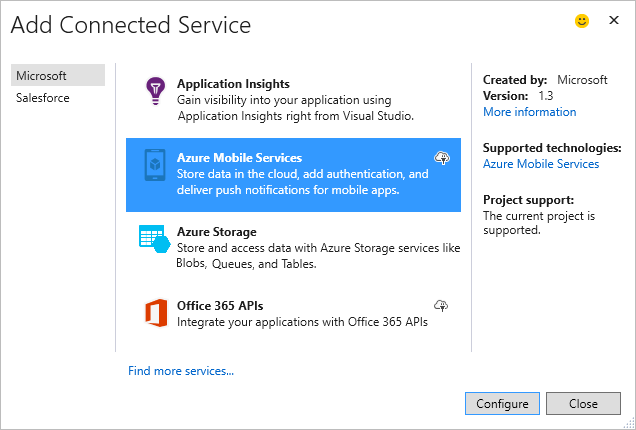 Add Connected Service
Microsoft
Salesforce
Application Insights
Gain visibility into your application using
Application Insights right from Visual Studio.
Azure Mobile Services
Store data in the cloud, add authentication, and
deliver push notifications for mobile apps.
Azure Storage
Store and access data with Azure Storage services like
Blobs, Queues, and Tables.
Office 365 APIs
Integrate your applications with Office 365 APIs
Find more services...
Created by: Microsoft
Version: 1.3
More information
Supported technologies:
Azure Mobile Services
Project support:
The current project is
supported.
Configure
Close